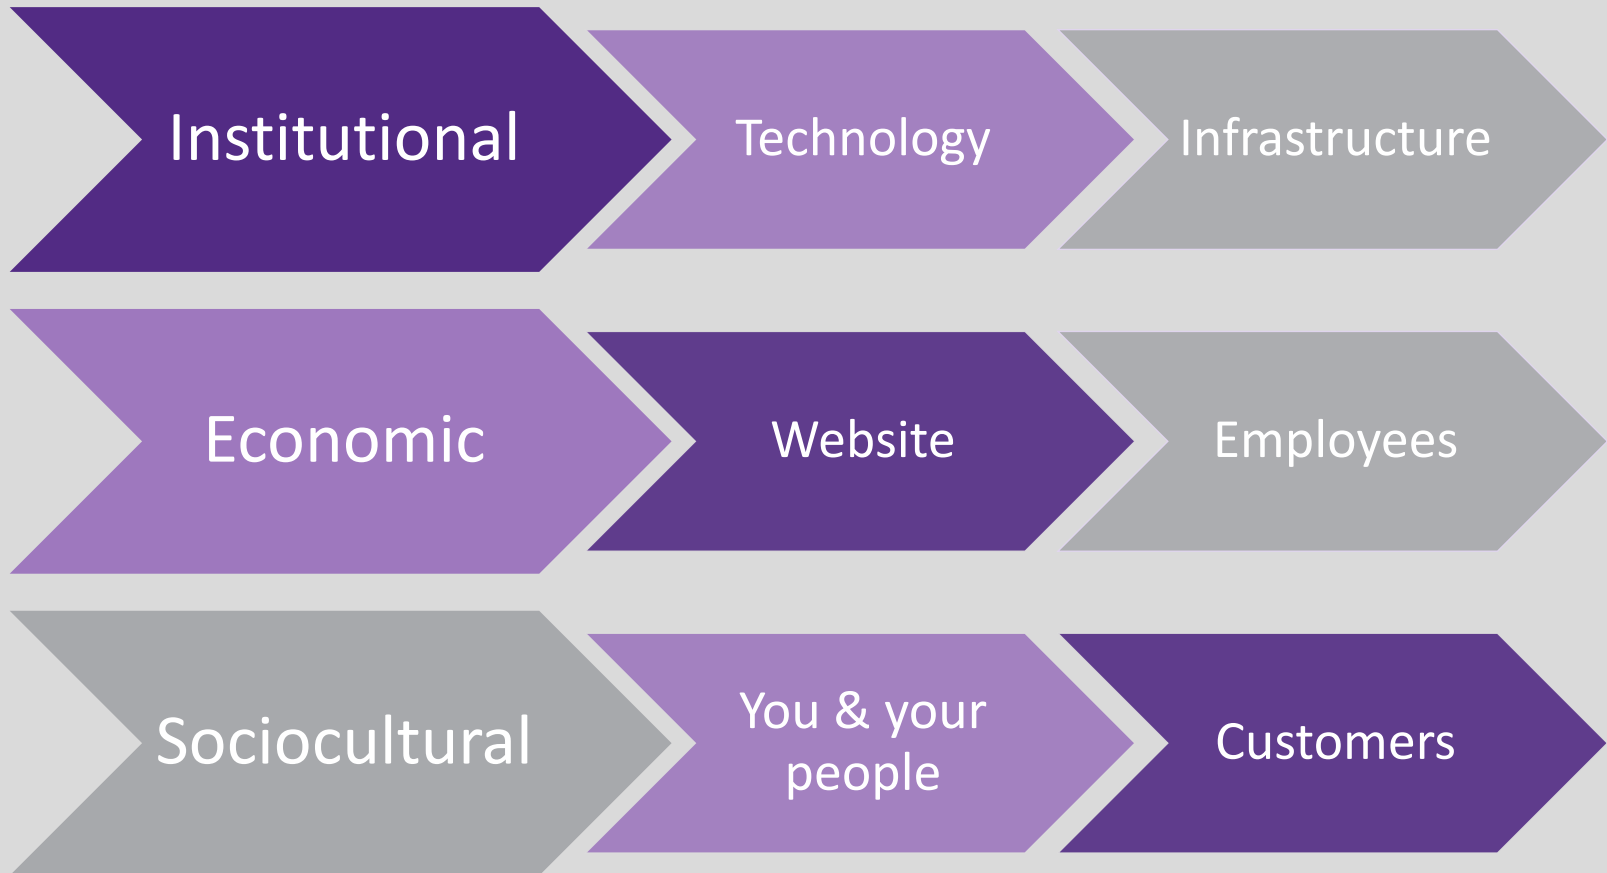 Institutional
Technology
Infrastructure
Economic
Website
Employees
Sociocultural
You & your
people
Customers